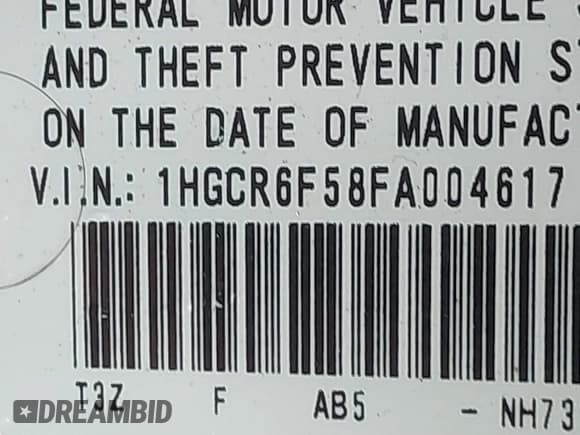 FEDERAL MOTOR VEHICLE
AND THEFT PREVENTION S
ON THE DATE OF MANUFAC
V.I.N.: 1HGCR6F58FA004617
T3Z F AB5 - NH73
DREAMBID